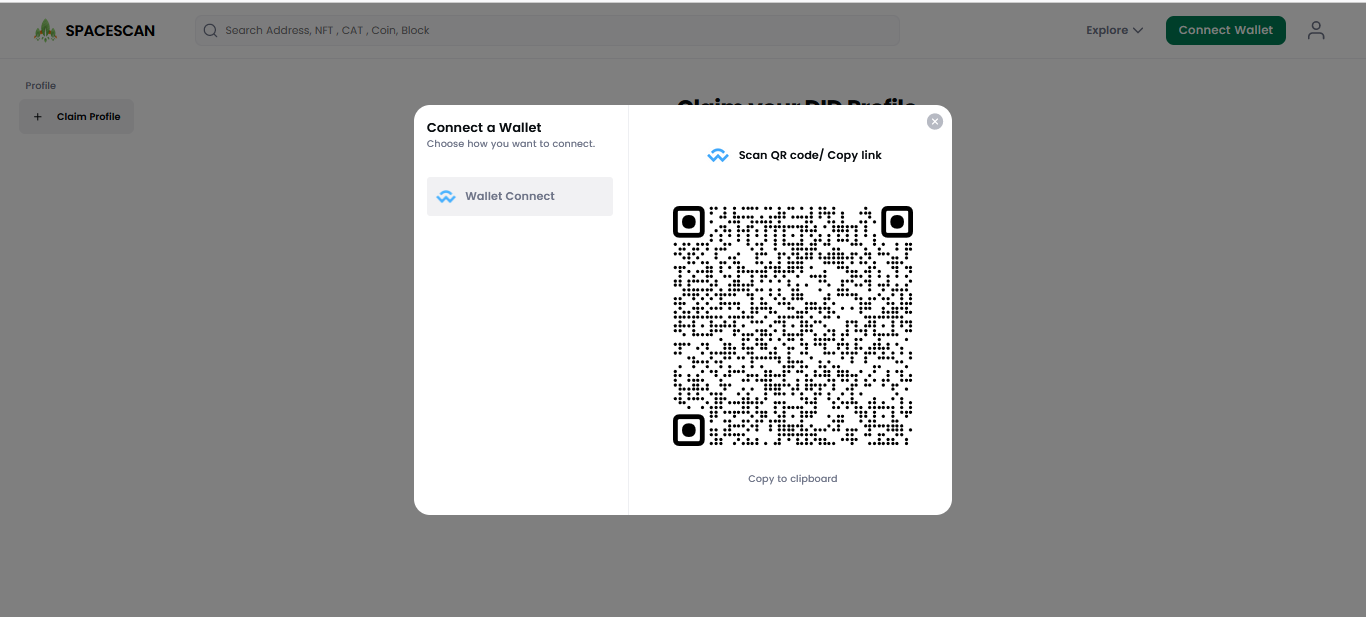 SPACESCAN
Search Address, NFT , CAT , Coin, Block
Explore
Connect Wallet
Profile
+ Claim Profile
Claim your DID Profile
Connect a Wallet
Choose how you want to connect.
Wallet Connect
Scan QR code/ Copy link
Copy to clipboard